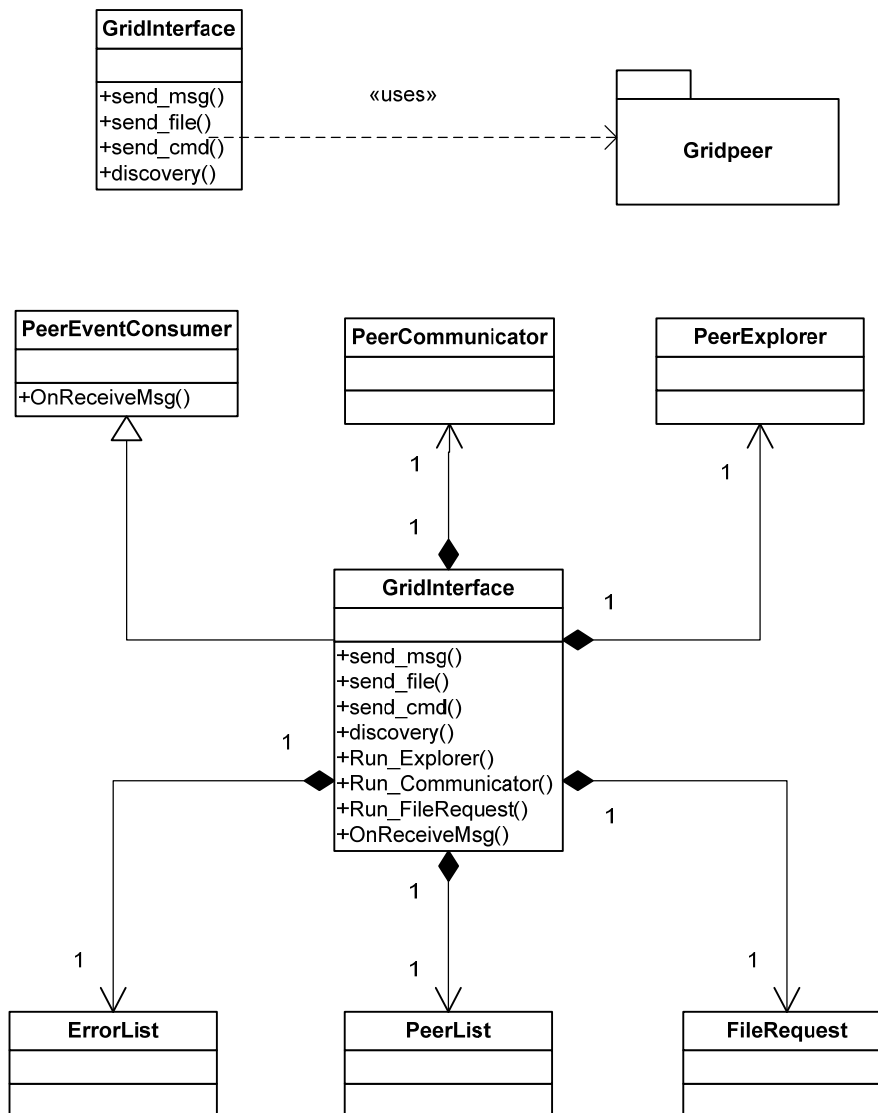 GridInterface
+send_msg()
+send_file()
+send_cmd()
+discovery()
«uses»
Gridpeer
PeerEventConsumer
+OnReceiveMsg()
PeerCommunicator
PeerExplorer
1
1
1
GridInterface
1
+send_msg()
+send_file()
+send_cmd()
+discovery()
+Run_Explorer()
+Run_Communicator()
+Run_FileRequest()
+OnReceiveMsg()
1
1
1
1
1
1
ErrorList
PeerList
FileRequest